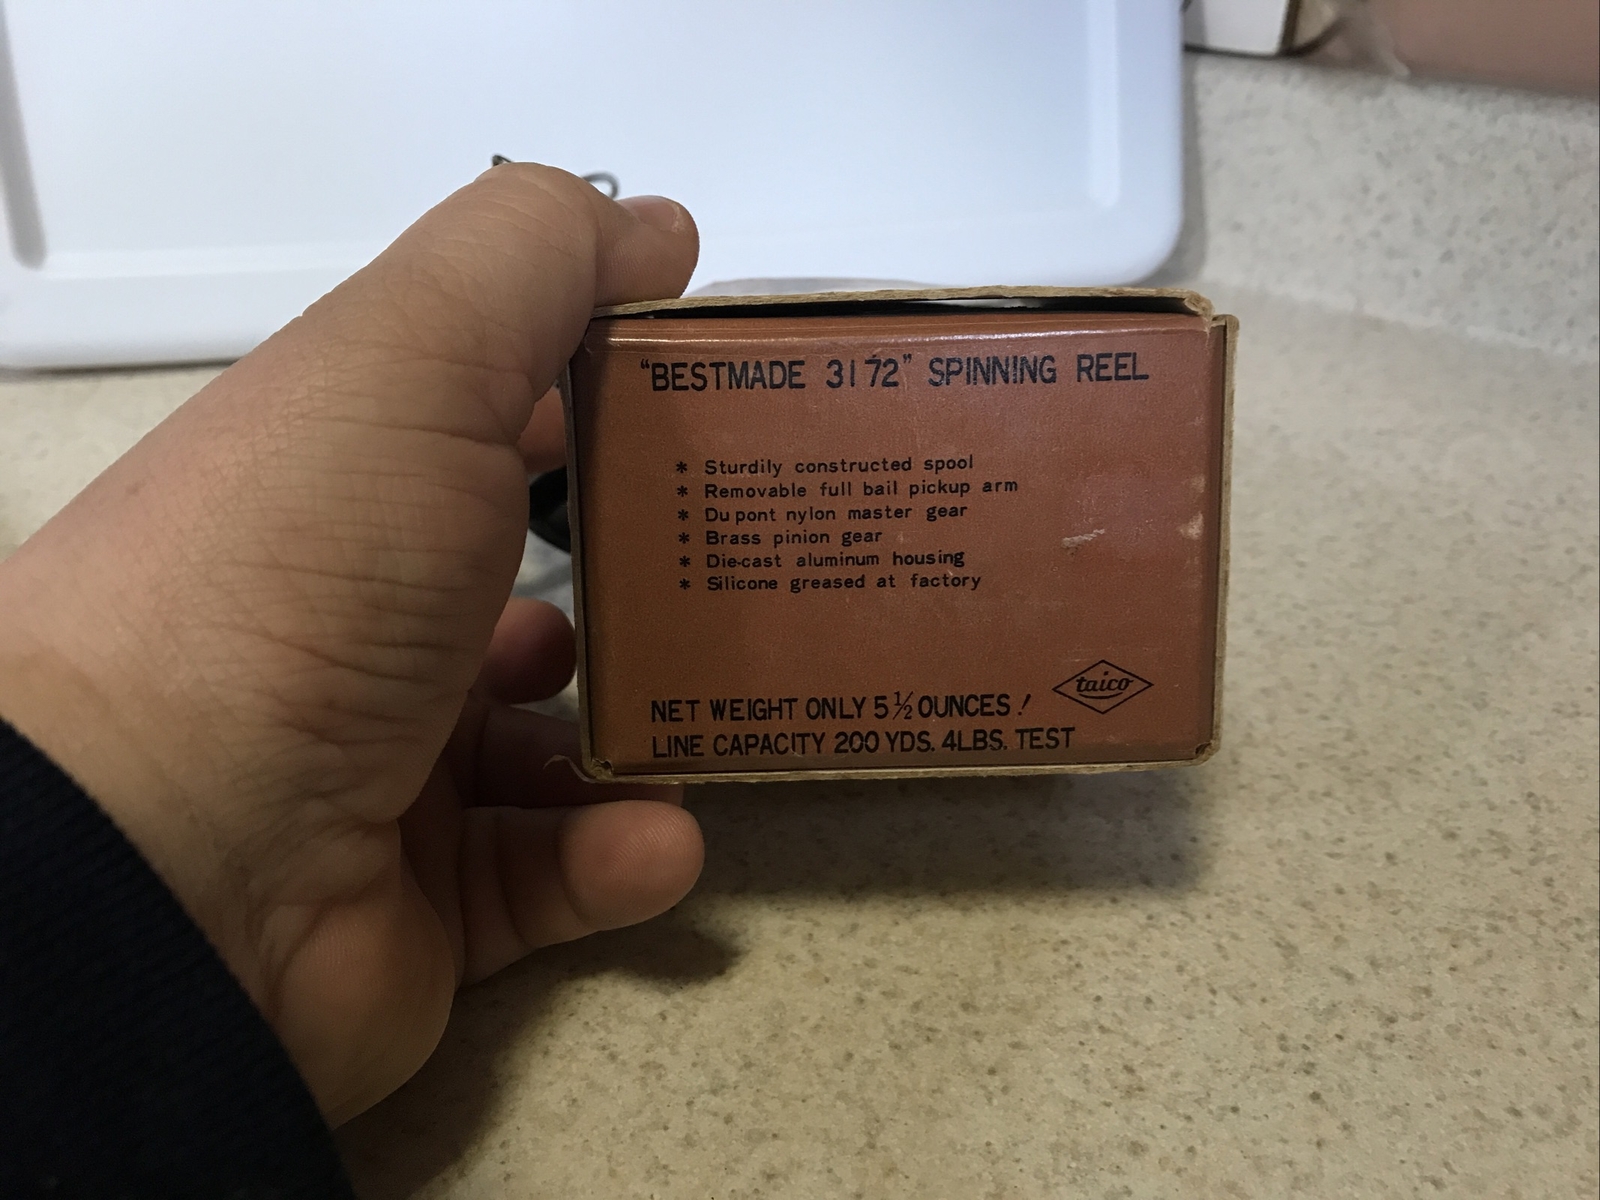 “BESTMADE 3172” SPINNING REEL
* Sturdily constructed spool
* Removable full bail pickup arm
* Du pont nylon master gear
* Brass pinion gear
* Die-cast aluminum housing
* Silicone greased at factory
NET WEIGHT ONLY 5 1/2 OUNCES !
taico
LINE CAPACITY 200 YDS. 4LBS. TEST